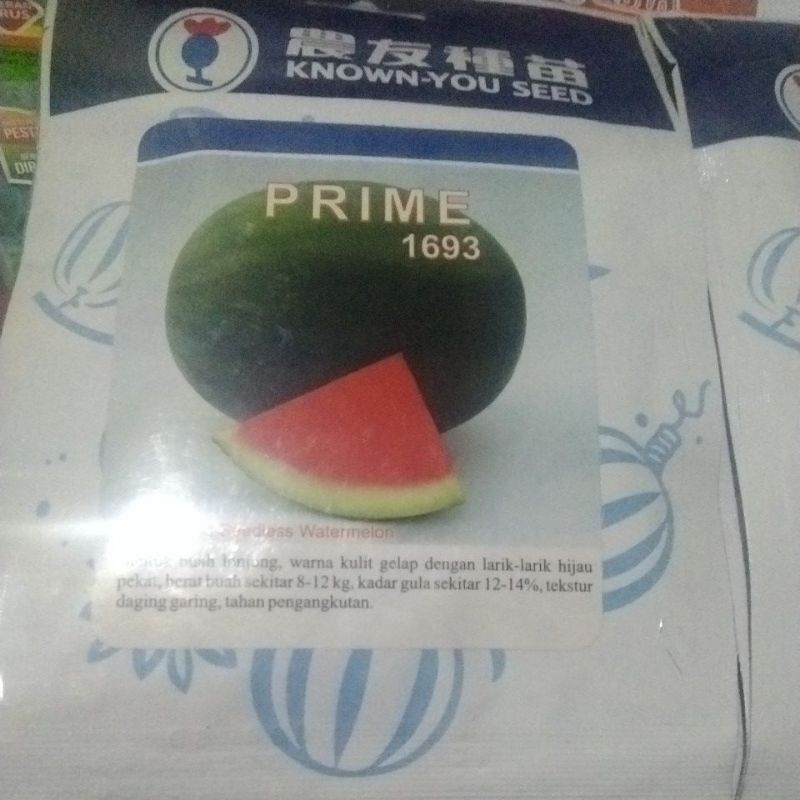 農友種苗
KNOWN-YOU SEED
PRIME
1693
Seedless Watermelon
buah lonjong, warna kulit gelap dengan larik-larik hijau
pekat, berat buah sekitar 8-12 kg, kadar gula sekitar 12-14%, tekstur
daging garing, tahan pengangkutan.